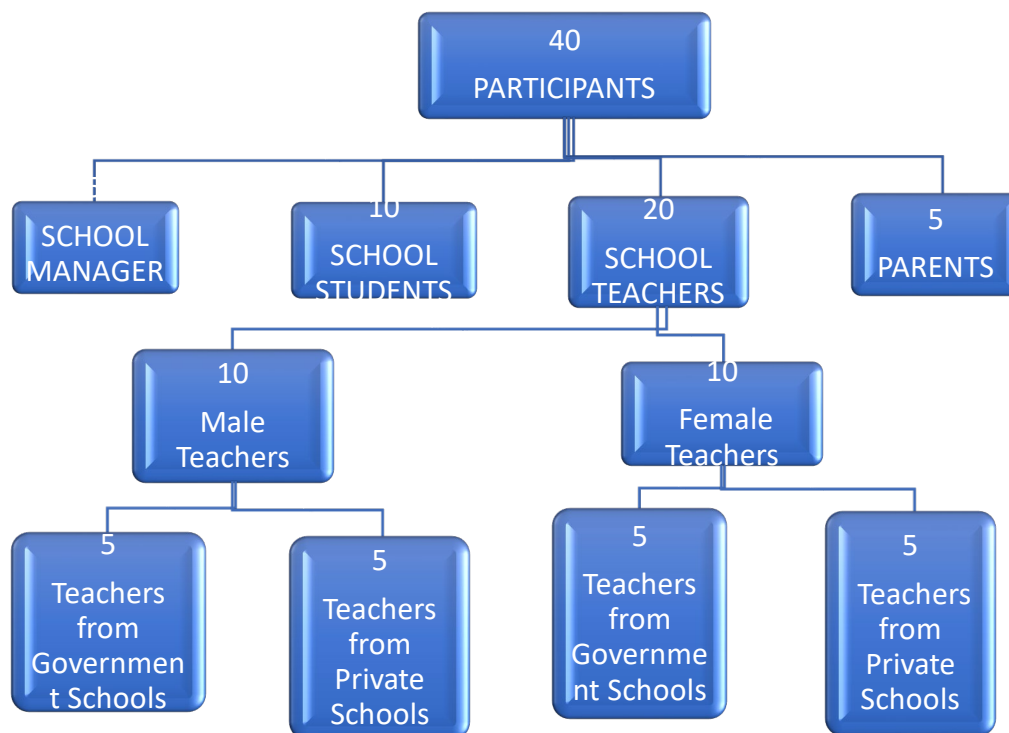 40
PARTICIPANTS
SCHOOL
MANAGER
10
SCHOOL
STUDENTS
20
SCHOOL
TEACHERS
5
PARENTS
10
Male
Teachers
10
Female
Teachers
5
Teachers
from
Governmen
t Schools
5
Teachers
from
Private
Schools
5
Teachers
from
Governme
nt Schools
5
Teachers
from
Private
Schools